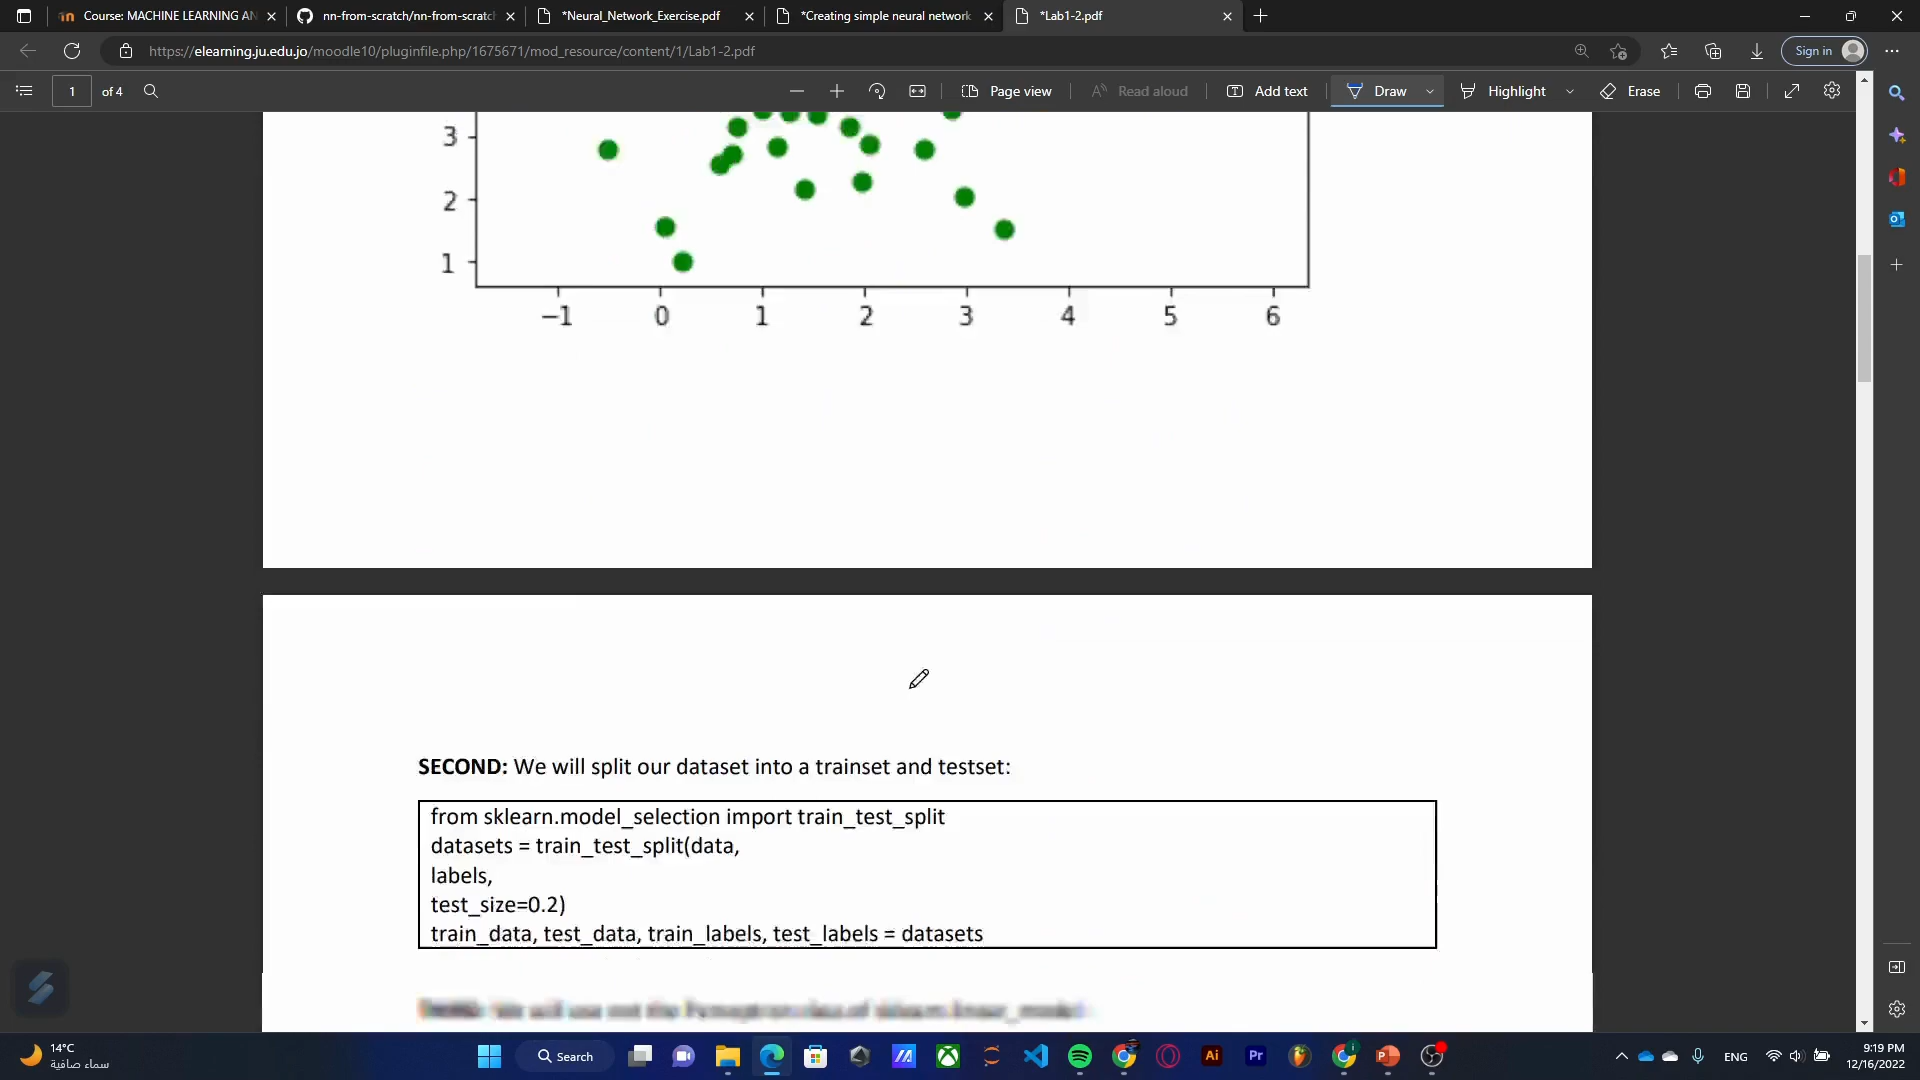 Course: MACHINE LEARNING AN
nn-from-scratch/nn-from-scratc
*Neural_Network_Exercise.pdf
*Creating simple neural network
*Lab1-2.pdf
https://elearning.ju.edu.jo/moodle10/pluginfile.php/1675671/mod_resource/content/1/Lab1-2.pdf
Sign in
1 of 4
Page view
Read aloud
Add text
Draw
Highlight
Erase
3
2
1
−1 0 1 2 3 4 5 6
SECOND: We will split our dataset into a trainset and testset:
from sklearn.model_selection import train_test_split
datasets = train_test_split(data,
labels,
test_size=0.2)
train_data, test_data, train_labels, test_labels = datasets
14°C
سماء صافية
Search
Ai
Pr
ENG
9:19 PM
12/16/2022